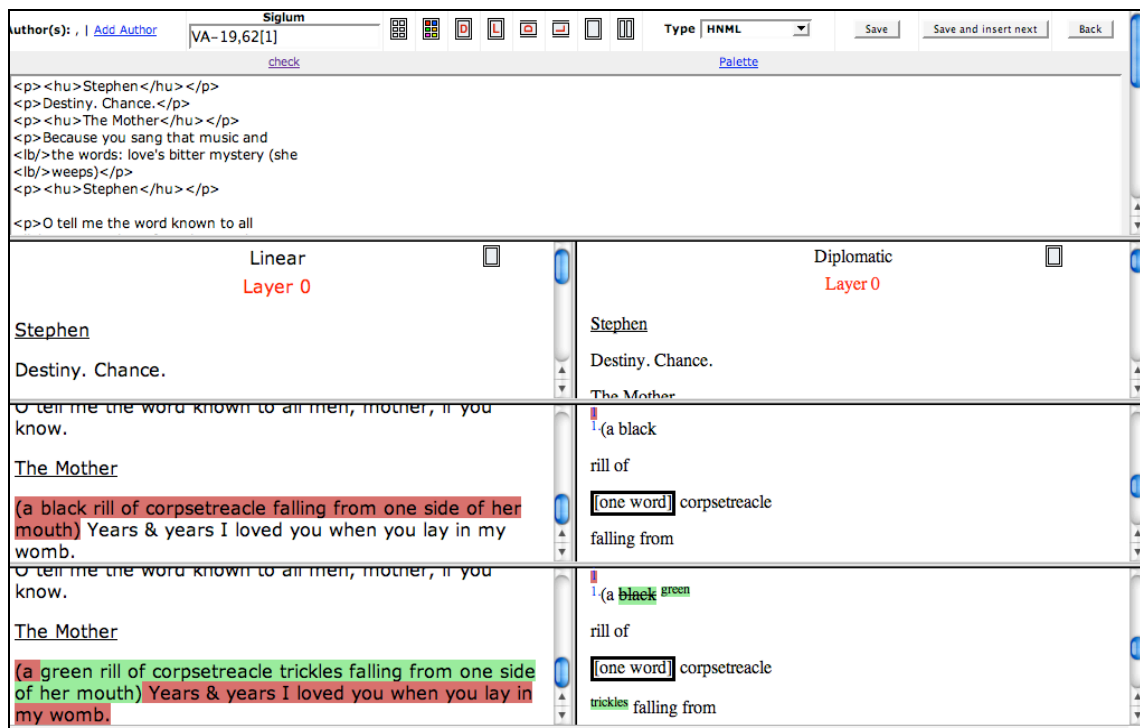 Author(s): , | Add Author
Siglum
VA-19,62[1]
D L D L
Type HNML
Save
Save and insert next
Back
check
Palette
<p><hu>Stephen</hu></p>
<p>Destiny. Chance.</p>
<p><hu>The Mother</hu></p>
<p>Because you sang that music and
<lb/>the words: love's bitter mystery (she
<lb/>weeps)</p>
<p><hu>Stephen</hu></p>
<p>O tell me the word known to all
Linear
Layer 0
Stephen
Destiny. Chance.
Diplomatic
Layer 0
Stephen
Destiny. Chance.
The Mother
O tell me the word known to all men, mother, if you
know.
The Mother
(a black rill of corpsetreacle falling from one side of her
mouth) Years & years I loved you when you lay in my
womb.
1
1.(a black
rill of
[one word] corpsetreacle
falling from
O tell me the word known to all men, mother, if you
know.
The Mother
(a green rill of corpsetreacle trickles falling from one side
of her mouth) Years & years I loved you when you lay in
my womb.
1
1.(a black green
rill of
[one word] corpsetreacle
trickles falling from